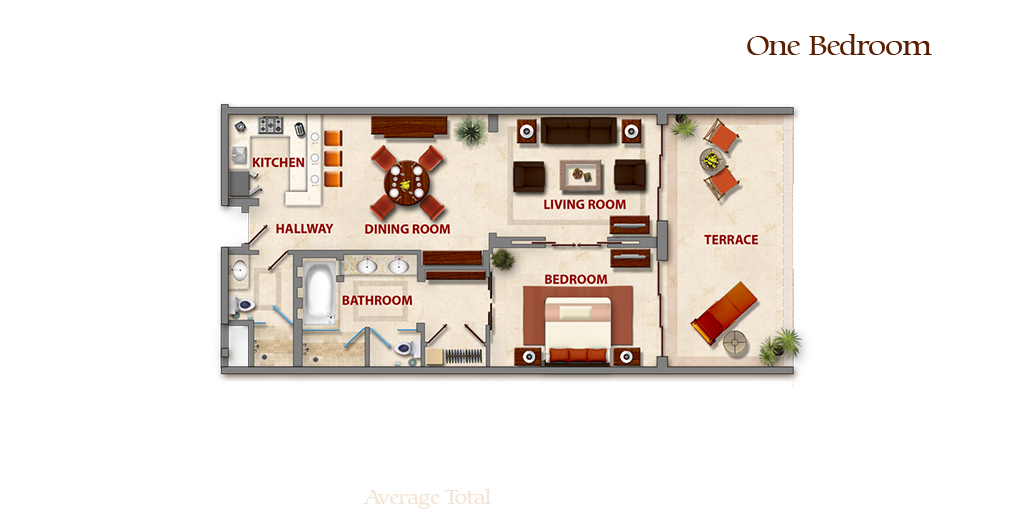 One Bedroom
KITCHEN
HALLWAY
DINING ROOM
LIVING ROOM
TERRACE
BATHROOM
BEDROOM
Average Total